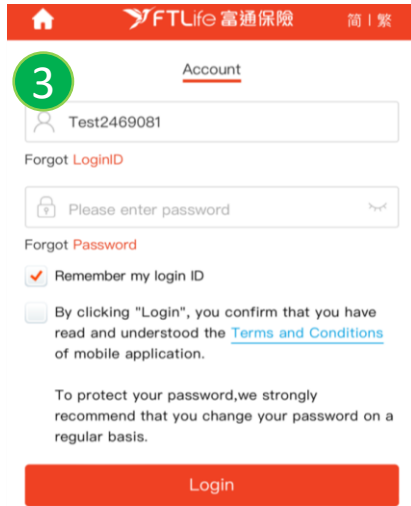 FTLife 富通保險 简 | 繁
Account
3
Test2469081
Forgot LoginID
Please enter password
Forgot Password
Remember my login ID
By clicking "Login", you confirm that you have
read and understood the Terms and Conditions
of mobile application.
To protect your password,we strongly
recommend that you change your password on a
regular basis.
Login